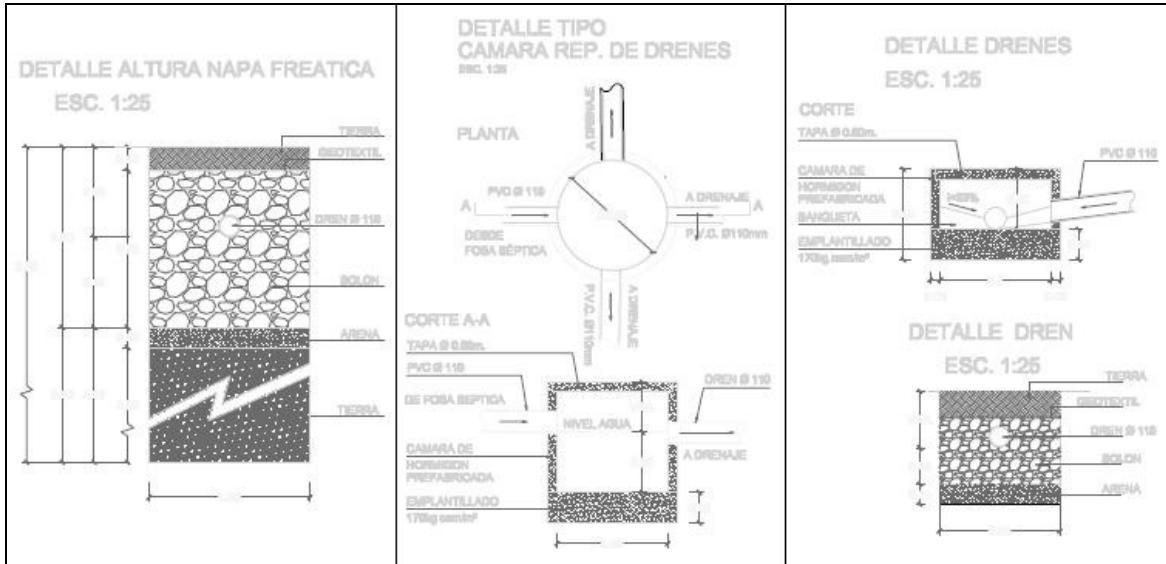 DETALLE ALTURA NAPA FREATICA
ESC. 1:25
TIERRA
GEOTEXTIL
DREN Ø 110
BOLON
ARENA
TIERRA
DETALLE TIPO
CAMARA REP. DE DRENES
ESC. 1:25
A DRENAJE
PLANTA
PVC Ø 110
A DRENAJE
A
A
DESDE
FOSA SÉPTICA
P.V.C. Ø110mm
P.V.C. Ø110mm
A DRENAJE
CORTE A-A
TAPA Ø 0.60m.
PVC Ø 110
DREN Ø 110
DE FOSA SEPTICA
NIVEL AGUA
CAMARA DE
HORMIGON
PREFABRICADA
A DRENAJE
EMPLANTILLADO
170kg cem/m³
DETALLE DRENES
ESC. 1:25
CORTE
TAPA Ø 0.60m.
PVC Ø 110
CAMARA DE
HORMIGON
PREFABRICADA
BANQUETA
EMPLANTILLADO
170kg cem/m³
DETALLE DREN
ESC. 1:25
TIERRA
GEOTEXTIL
DREN Ø 110
BOLON
ARENA